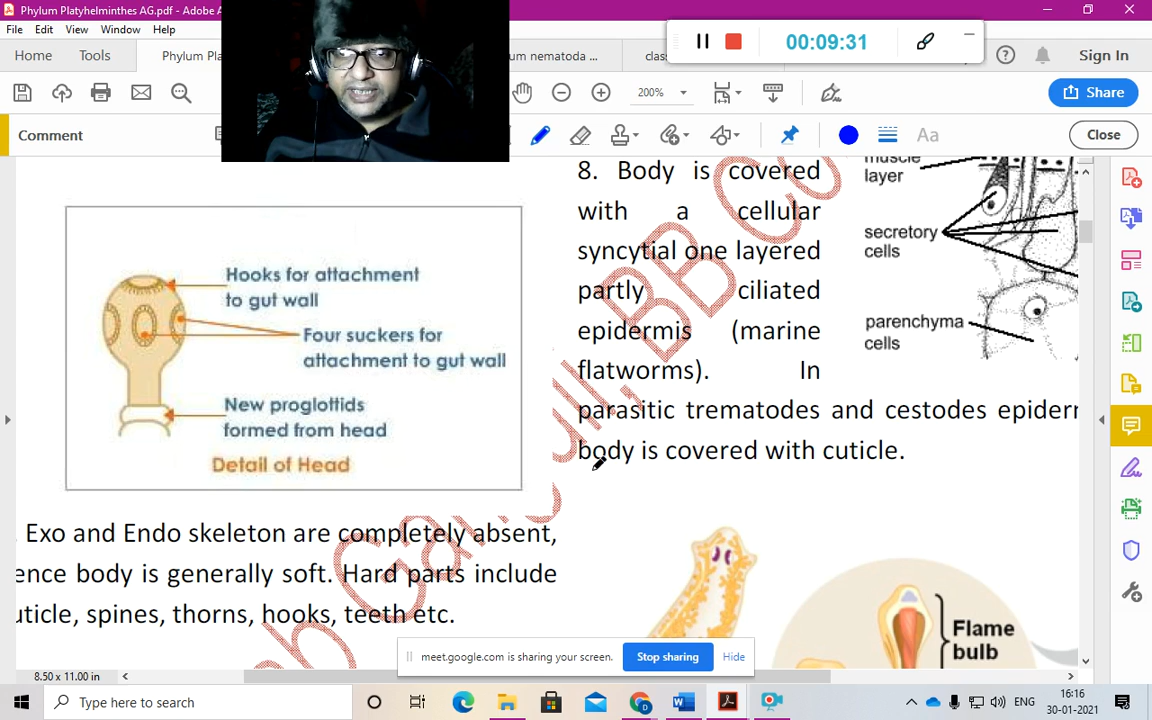 Phylum Platyhelminthes AG.pdf - Adobe A
File Edit View Window Help
00:09:31
Home Tools
Phylum Pla
um nematoda ...
clas
Sign In
200%
Share
Comment
Aa
Close
Hooks for attachment
to gut wall
Four suckers for
attachment to gut wall
New proglottids
formed from head
Detail of Head
. Exo and Endo skeleton are completely absent,
ence body is generally soft. Hard parts include
uticle, spines, thorns, hooks, teeth etc.
8. Body is covered
with a cellular
syncytial one layered
partly ciliated
epidermis (marine
flatworms). In
parasitic trematodes and cestodes epiderm
body is covered with cuticle.
muscle
layer
secretory
cells
parenchyma
cells
Flame
bulb
meet.google.com is sharing your screen. Stop sharing Hide
8.50 x 11.00 in
Type here to search
ENG
16:16
30-01-2021